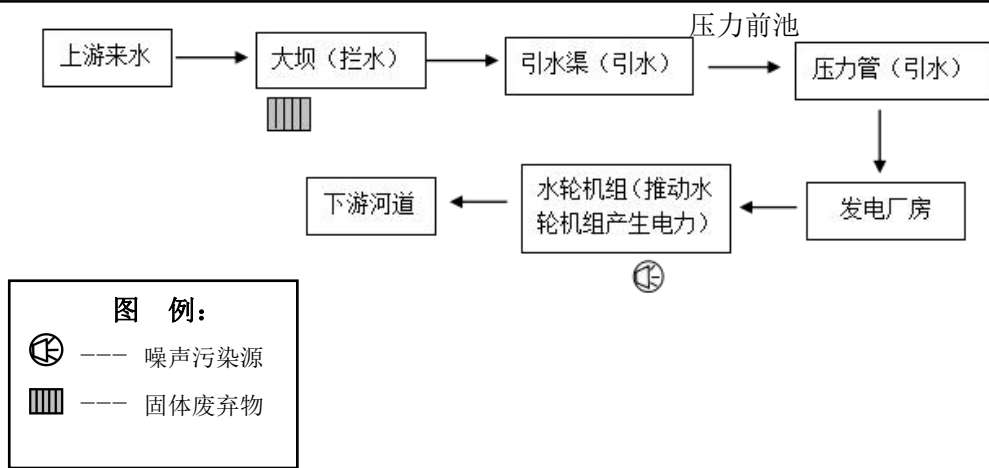 压力前池
上游来水
大坝（拦水）
引水渠（引水）
压力管（引水）
下游河道
水轮机组（推动水
轮机组产生电力）
发电厂房
图 例：
--- 噪声污染源
--- 固体废弃物